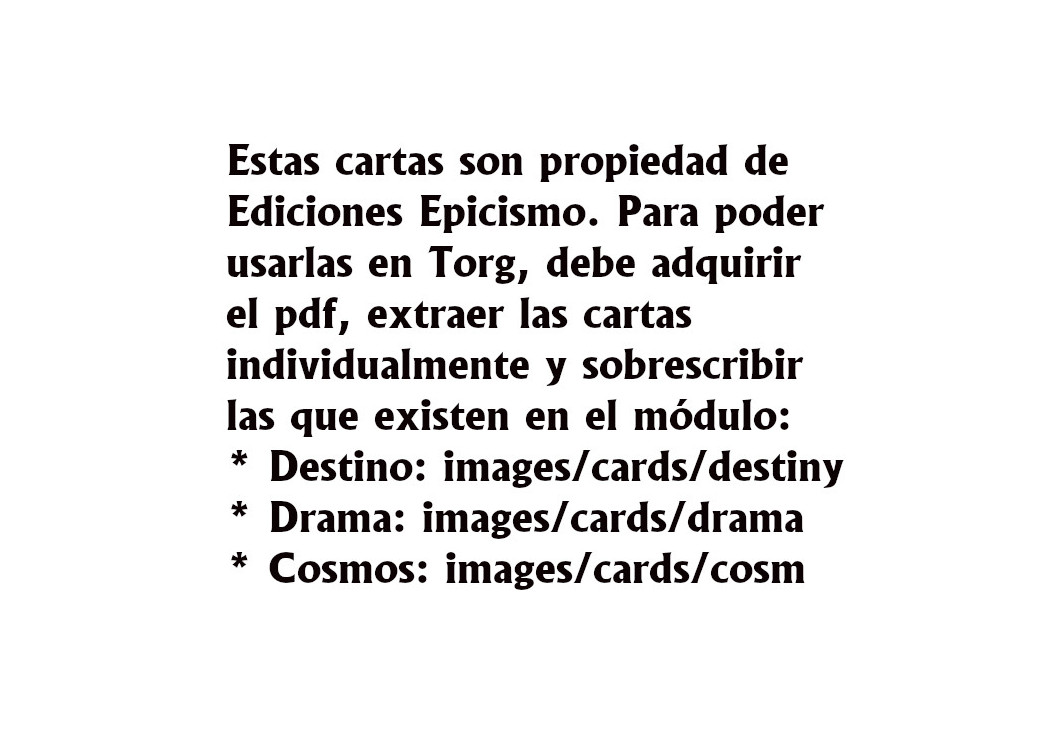 Estas cartas son propiedad de
Ediciones Epicismo. Para poder
usarlas en Torg, debe adquirir
el pdf, extraer las cartas
individualmente y sobrescribir
las que existen en el módulo:
* Destino: images/cards/destiny
* Drama: images/cards/drama
* Cosmos: images/cards/cosm